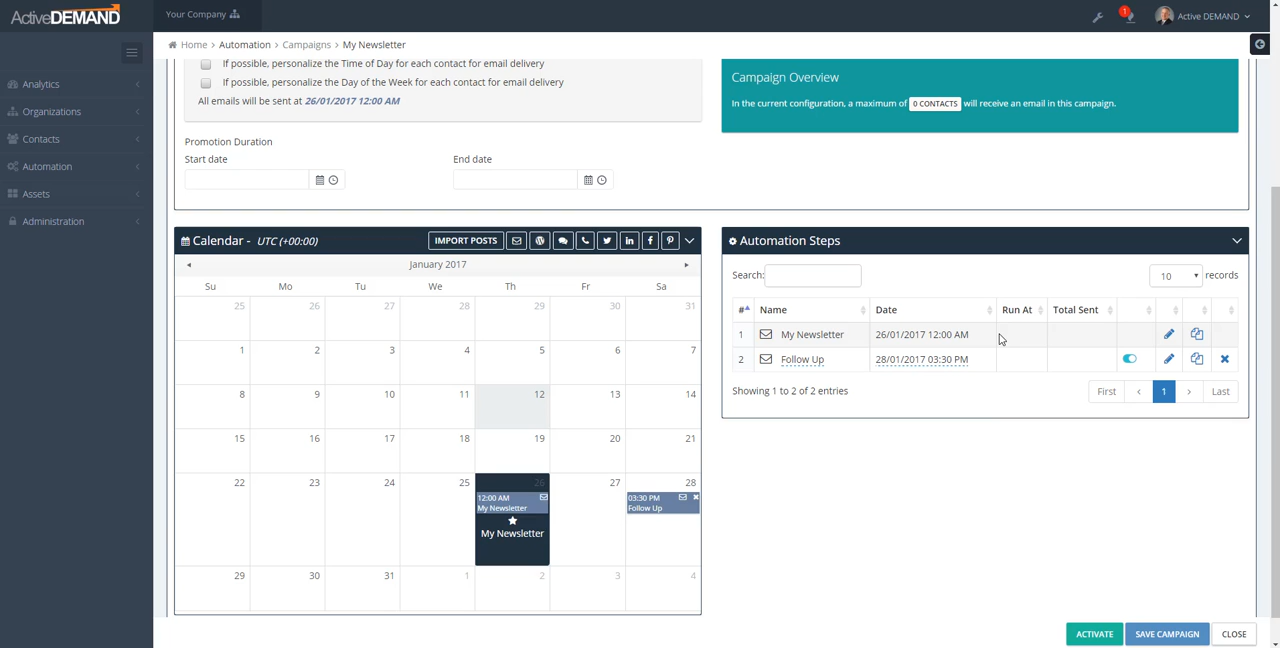 ActiveDEMAND
Your Company
1
Active DEMAND
Home > Automation > Campaigns > My Newsletter
Analytics
Organizations
Contacts
Automation
Assets
Administration
If possible, personalize the Time of Day for each contact for email delivery
If possible, personalize the Day of the Week for each contact for email delivery
All emails will be sent at 26/01/2017 12:00 AM
Promotion Duration
Start date End date
Campaign Overview
In the current configuration, a maximum of 0 CONTACTS will receive an email in this campaign.
Calendar - UTC (+00:00) IMPORT POSTS
January 2017
Su Mo Tu We Th Fr Sa
25 26 27 28 29 30 31
1 2 3 4 5 6 7
8 9 10 11 12 13 14
15 16 17 18 19 20 21
22 23 24 25 26 27 28
12:00 AM
My Newsletter
My Newsletter
03:30 PM
Follow Up
29 30 31 1 2 3 4
Automation Steps
Search: 10 records
# Name Date Run At Total Sent
1 My Newsletter 26/01/2017 12:00 AM
2 Follow Up 28/01/2017 03:30 PM
Showing 1 to 2 of 2 entries
First < 1 > Last
ACTIVATE SAVE CAMPAIGN CLOSE